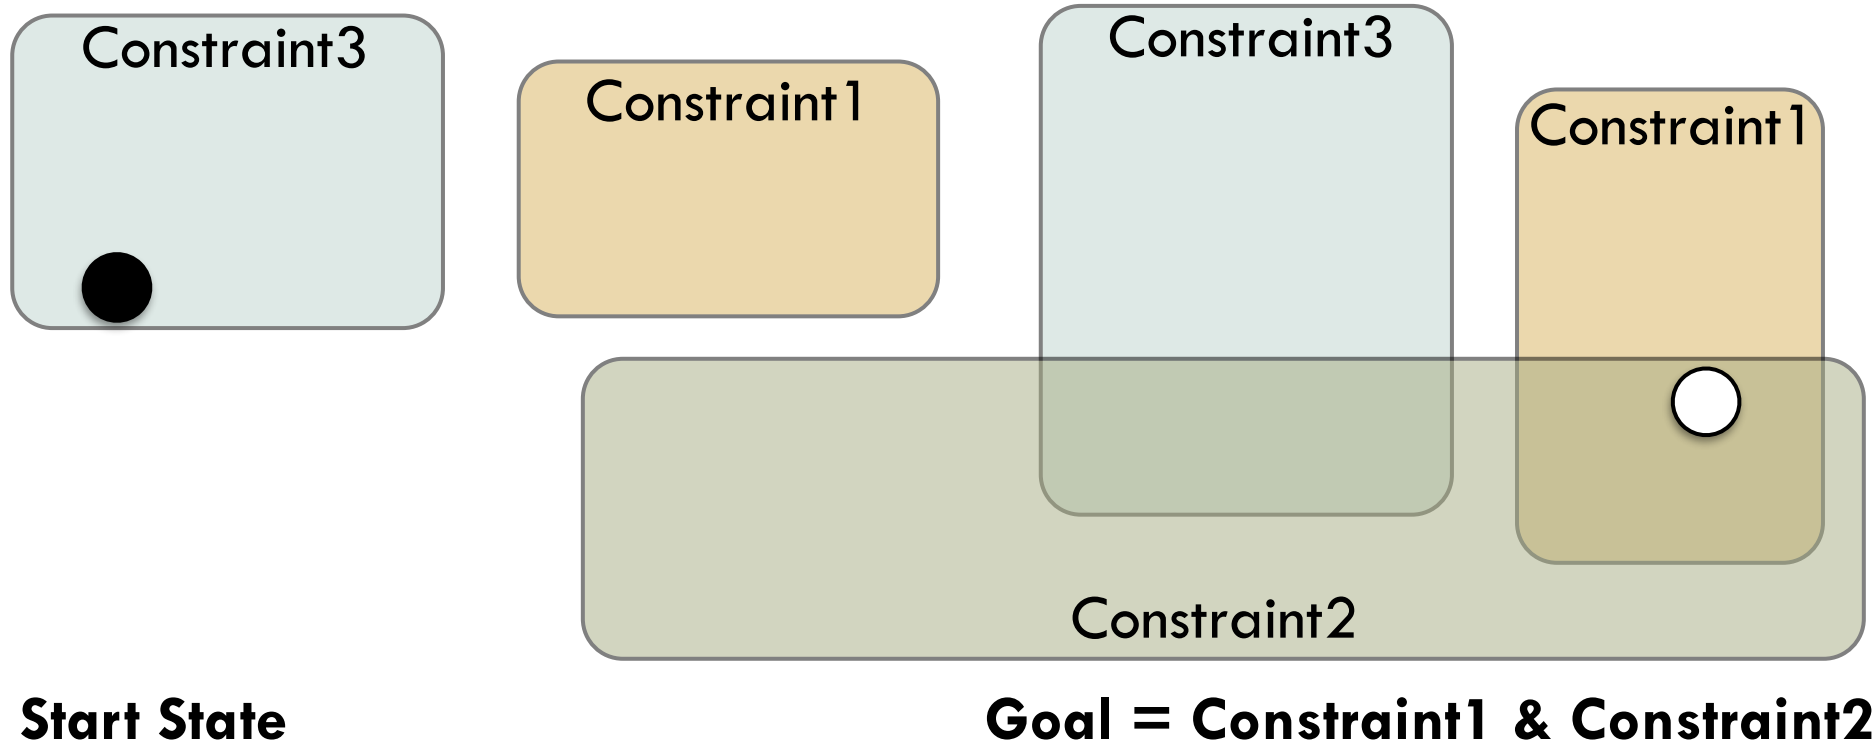 Constraint3
Constraint1
Constraint3
Constraint1
Constraint2
Start State
Goal = Constraint1 & Constraint2